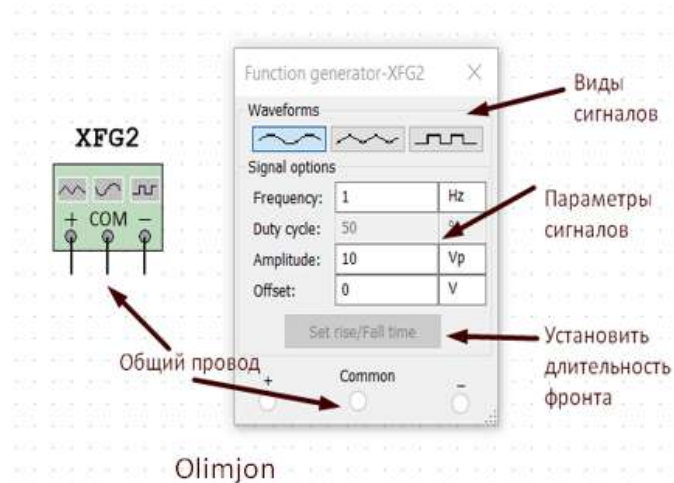 Function generator-XFG2
Виды
сигналов
Waveforms
XFG2
Signal options
Frequency: 1 Hz
Duty cycle: 50 %
Amplitude: 10 Vp
Offset: 0 V
Параметры
сигналов
+ COM −
Set rise/Fall time
Установить
длительность
фронта
Общий провод
+ Common −
Olimjon